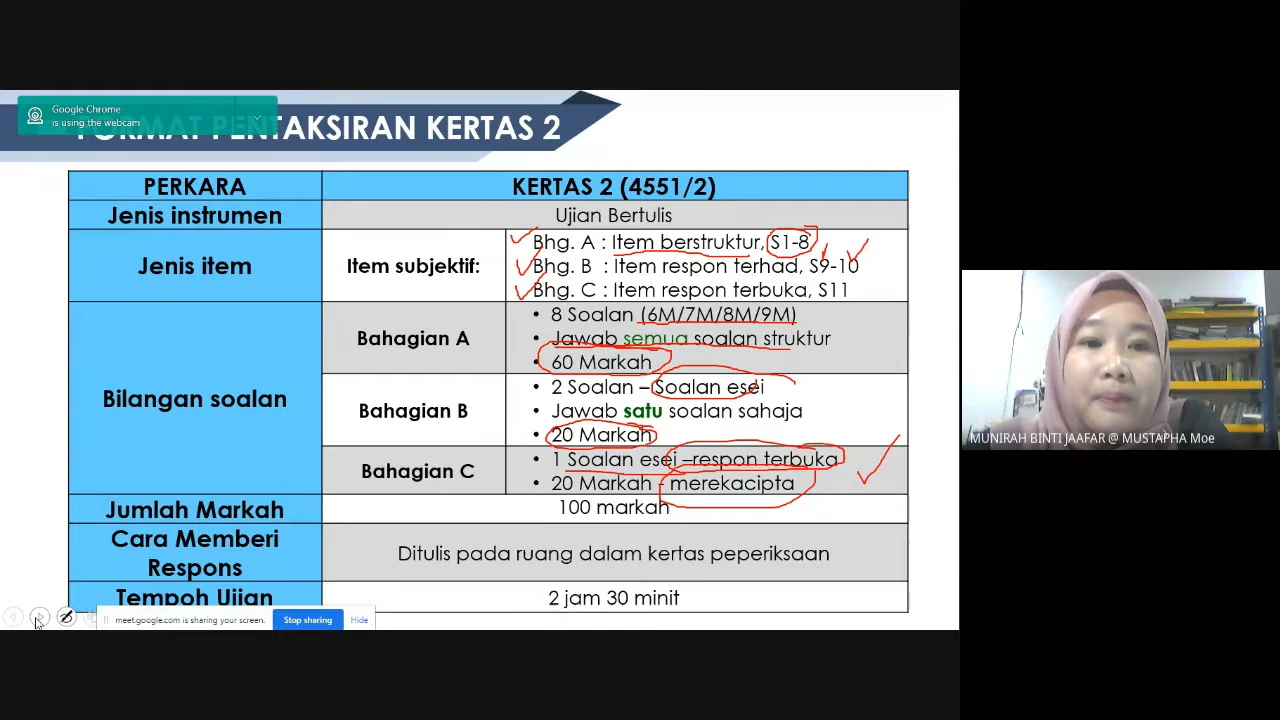 Google Chrome
is using the webcam
FORMAT PENTAKSIRAN KERTAS 2
PERKARA
KERTAS 2 (4551/2)
Jenis instrumen
Ujian Bertulis
Jenis item
Item subjektif:
Bhg. A : Item berstruktur, S1-8
Bhg. B : Item respon terhad, S9-10
Bhg. C : Item respon terbuka, S11
Bilangan soalan
Bahagian A
• 8 Soalan (6M/7M/8M/9M)
• Jawab semua soalan struktur
• 60 Markah
Bahagian B
• 2 Soalan – Soalan esei
• Jawab satu soalan sahaja
• 20 Markah
Bahagian C
• 1 Soalan esei –respon terbuka
• 20 Markah - merekacipta
Jumlah Markah
100 markah
Cara Memberi
Respons
Ditulis pada ruang dalam kertas peperiksaan
Tempoh Ujian
2 jam 30 minit
meet.google.com is sharing your screen.
Stop sharing
Hide
MUNIRAH BINTI JAAFAR @ MUSTAPHA Moe